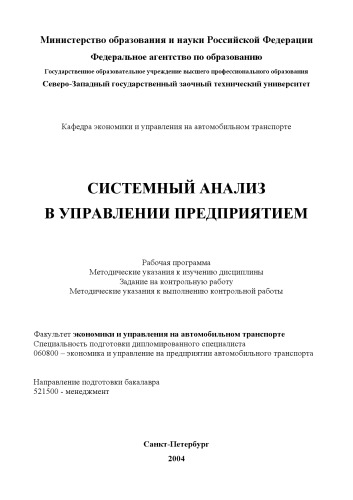 Министерство образования и науки Российской Федерации
Федеральное агентство по образованию
Государственное образовательное учреждение высшего профессионального образования
Северо-Западный государственный заочный технический университет
Кафедра экономики и управления на автомобильном транспорте
СИСТЕМНЫЙ АНАЛИЗ
В УПРАВЛЕНИИ ПРЕДПРИЯТИЕМ
Рабочая программа
Методические указания к изучению дисциплины
Задание на контрольную работу
Методические указания к выполнению контрольной работы
Факультет экономики и управления на автомобильном транспорте
Специальность подготовки дипломированного специалиста
060800 – экономика и управление на предприятии автомобильного транспорта
Направление подготовки бакалавра
521500 - менеджмент
Санкт-Петербург
2004